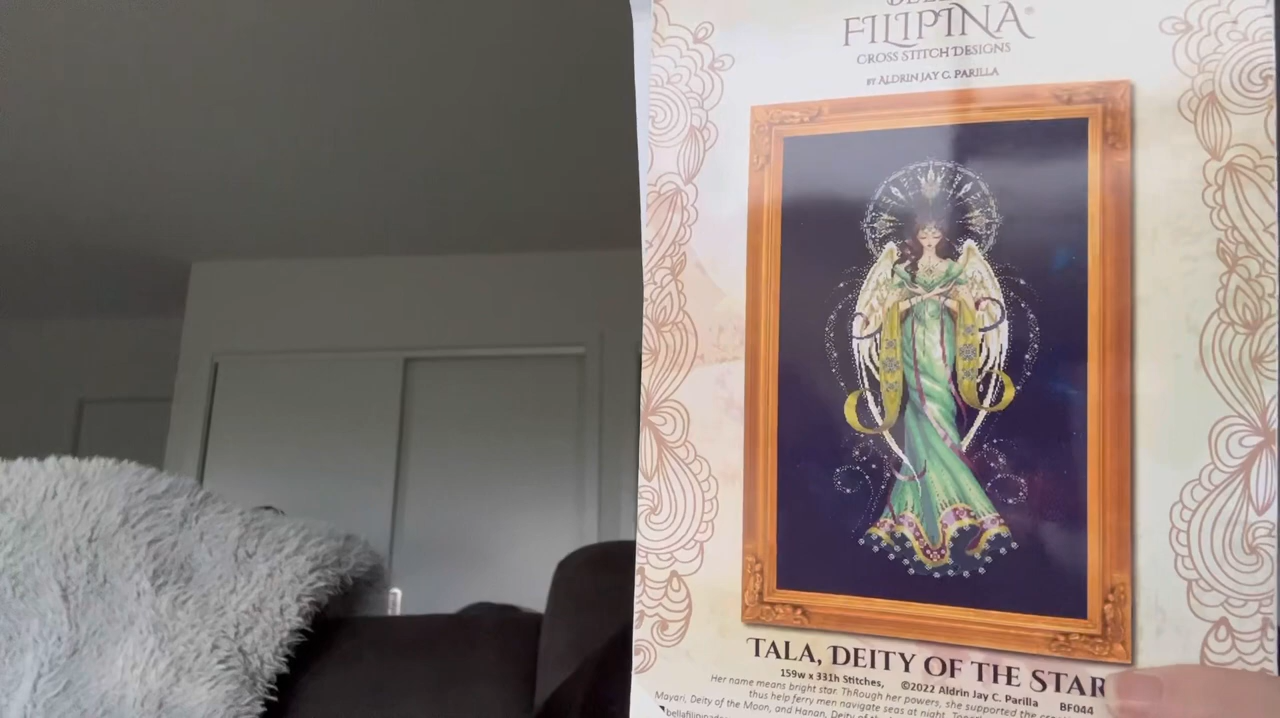 FILIPINA®
CROSS STITCH DESIGNS
BY ALDRIN JAY C. PARILLA
TALA, DEITY OF THE STAR
159w x 331h Stitches, ©2022 Aldrin Jay C. Parilla BF044
Her name means bright star. ThRough her powers, she supported the
thus help ferry men navigate seas at night.
Mayari, Deity of the Moon, and Hanan, Deity of